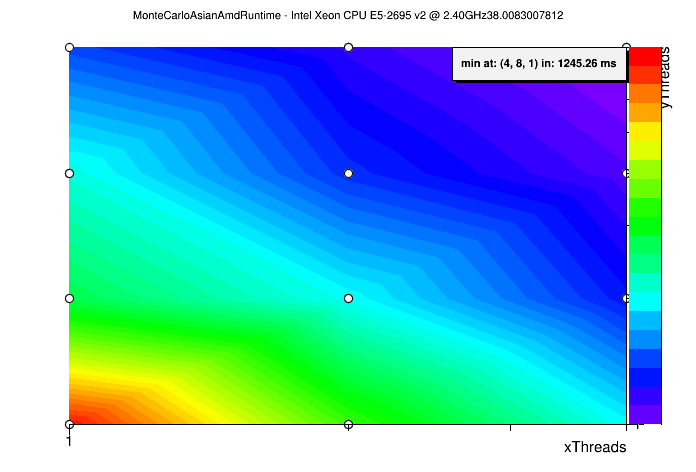 MonteCarloAsianAmdRuntime - Intel Xeon CPU E5-2695 v2 @ 2.40GHz38.0083007812
min at: (4, 8, 1) in: 1245.26 ms
yThreads
1
xThreads